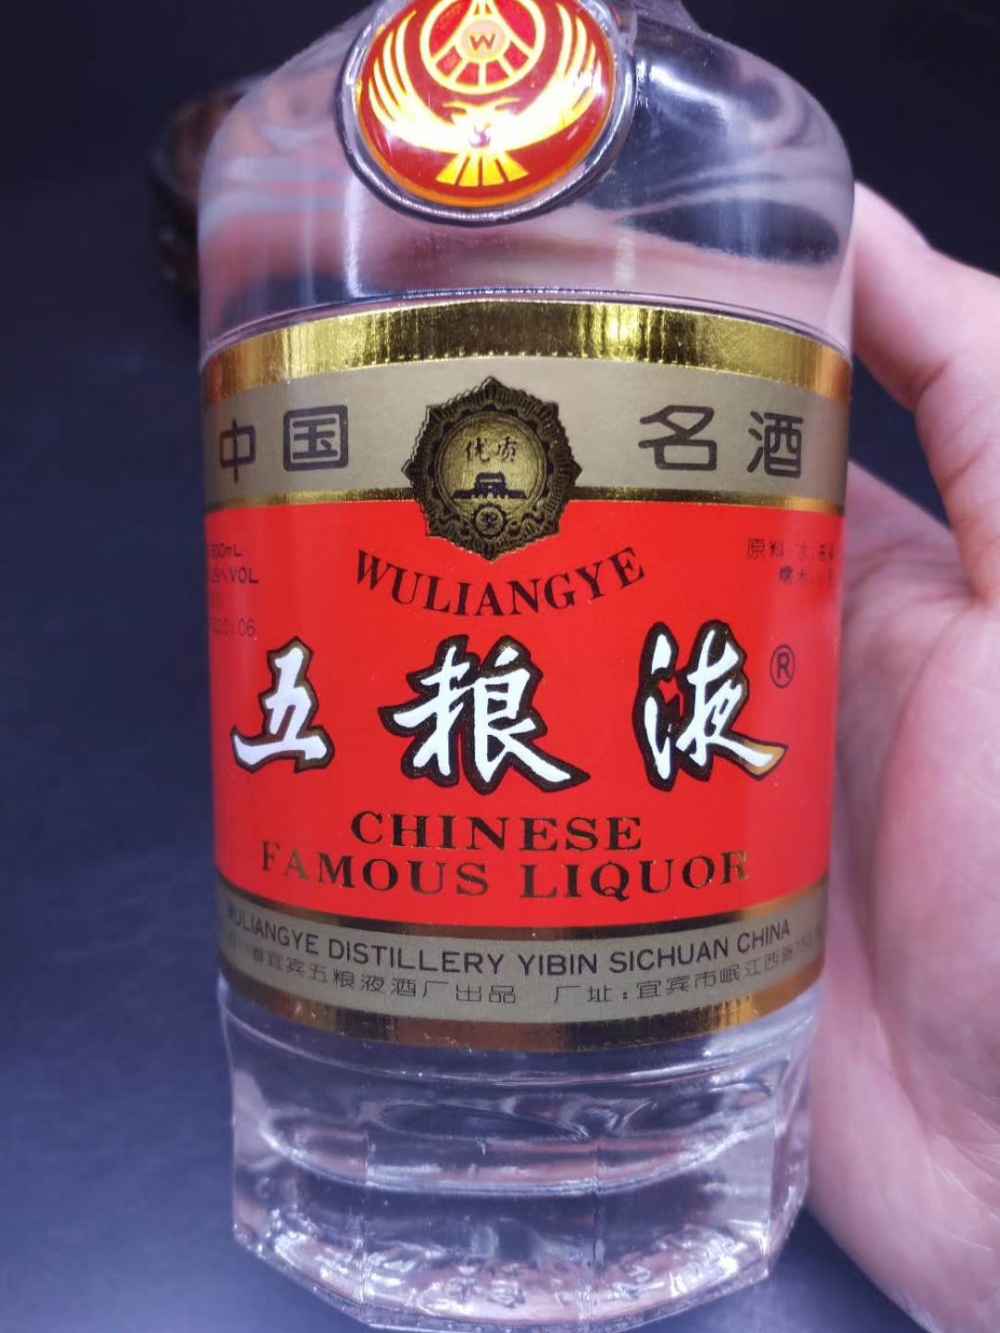 W
中国 名酒
优质
奖
WULIANGYE
五粮液®
CHINESE
FAMOUS LIQUOR
WULIANGYE DISTILLERY YIBIN SICHUAN CHINA
宜宾五粮液酒厂出品 厂址:宜宾市岷江西路